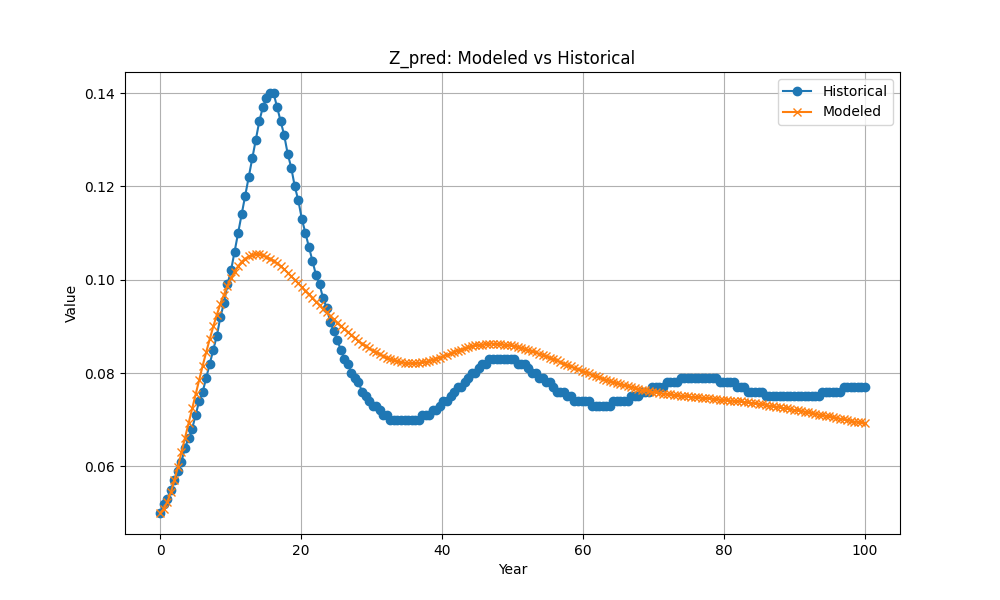 Z_pred: Modeled vs Historical
Historical
Modeled
Value
0.14
0.12
0.10
0.08
0.06
0
20
40
60
80
100
Year